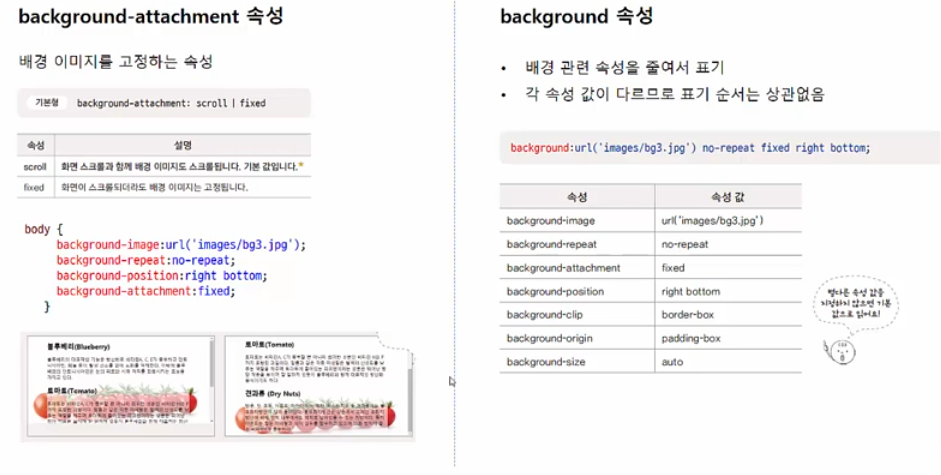 background-attachment 속성
배경 이미지를 고정하는 속성
기본형 background-attachment: scroll | fixed
속성 설명
scroll 화면 스크롤과 함께 배경 이미지도 스크롤됩니다. 기본 값입니다.*
fixed 화면이 스크롤되더라도 배경 이미지는 고정됩니다.
body {
background-image:url('images/bg3.jpg');
background-repeat:no-repeat;
background-position:right bottom;
background-attachment:fixed;
}
블루베리(Blueberry)
토마토(Tomato)
토마토(Tomato)
견과류 (Dry Nuts)
background 속성
• 배경 관련 속성을 줄여서 표기
• 각 속성 값이 다르므로 표기 순서는 상관없음
background:url('images/bg3.jpg') no-repeat fixed right bottom;
속성 속성 값
background-image url('images/bg3.jpg')
background-repeat no-repeat
background-attachment fixed
background-position right bottom
background-clip border-box
background-origin padding-box
background-size auto
별다른 속성 값을
지정하지 않으면 기본
값으로 읽어요!